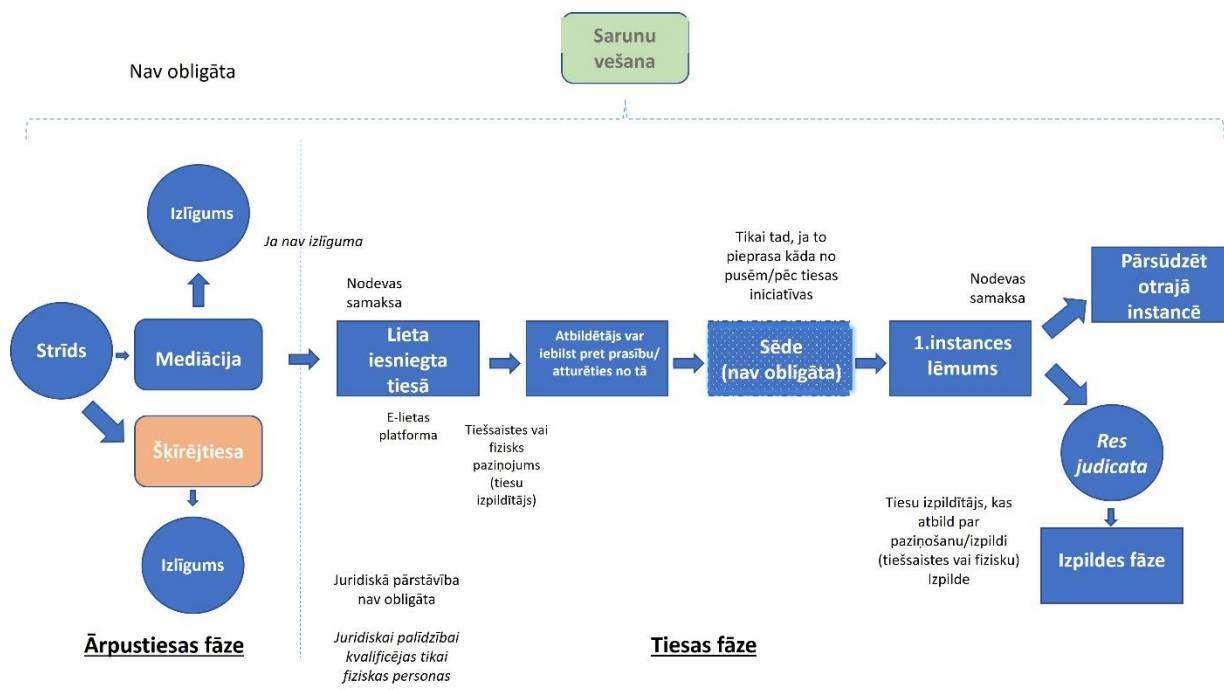 Sarunu
vešana
Nav obligāta
Izlīgums
Ja nav izlīguma
Strīds
Mediācija
Šķīrējtiesa
Izlīgums
Ārpustiesas fāze
Nodevas
samaksa
Lieta
iesniegta
tiesā
E-lietas
platforma
Juridiskā pārstāvība
nav obligāta
Juridiskai palīdzībai
kvalificējas tikai
fiziskas personas
Atbildētājs var
iebilst pret prasību/
atturēties no tā
Tiešsaistes vai
fizisks
paziņojums
(tiesu
izpildītājs)
Tikai tad, ja to
pieprasa kāda no
pusēm/pēc tiesas
iniciatīvas
Sēde
(nav obligāta)
Nodevas
samaksa
1.instances
lēmums
Pārsūdzēt
otrajā
instancē
Res
judicata
Tiesu izpildītājs, kas
atbild par
paziņošanu/izpildi
(tiešsaistes vai fizisku)
Izpilde
Izpildes fāze
Tiesas fāze